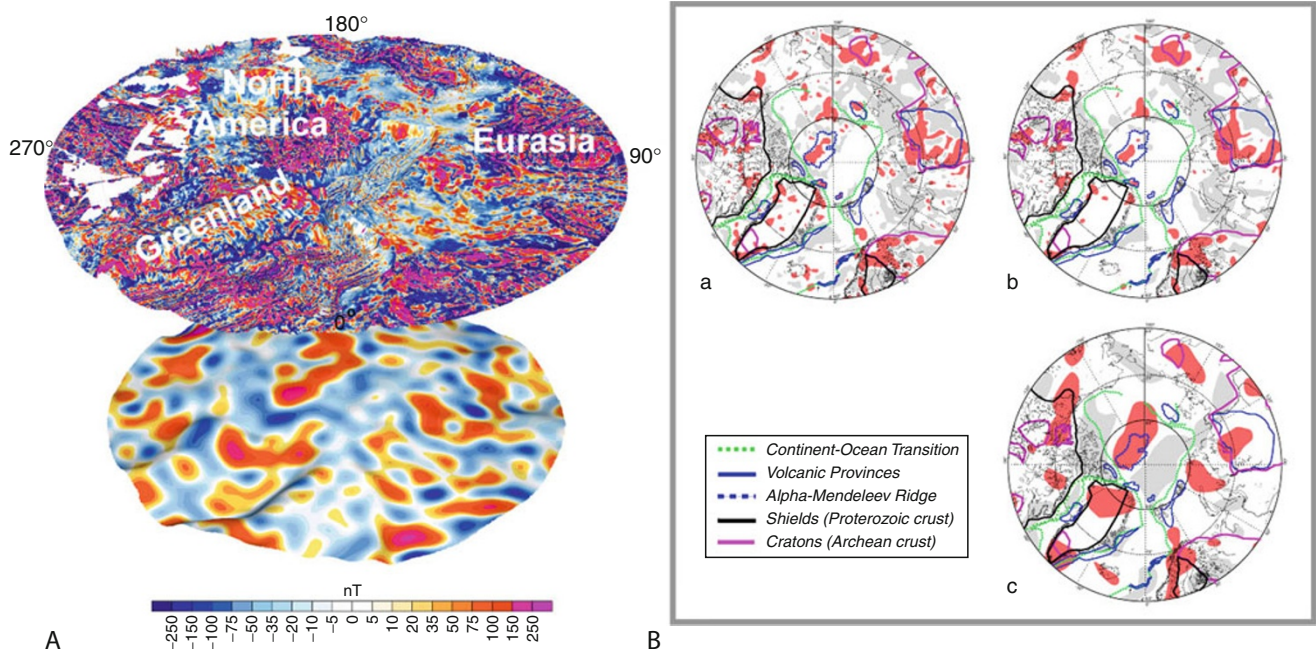 180°
North
America
Eurasia
270°
90°
Greenland
0°
nT
-250
-150
-100
-75
-50
-35
-20
-10
-5
0
5
10
20
35
50
75
100
150
250
A
a
b
c
Continent-Ocean Transition
Volcanic Provinces
Alpha-Mendeleev Ridge
Shields (Proterozoic crust)
Cratons (Archean crust)
B